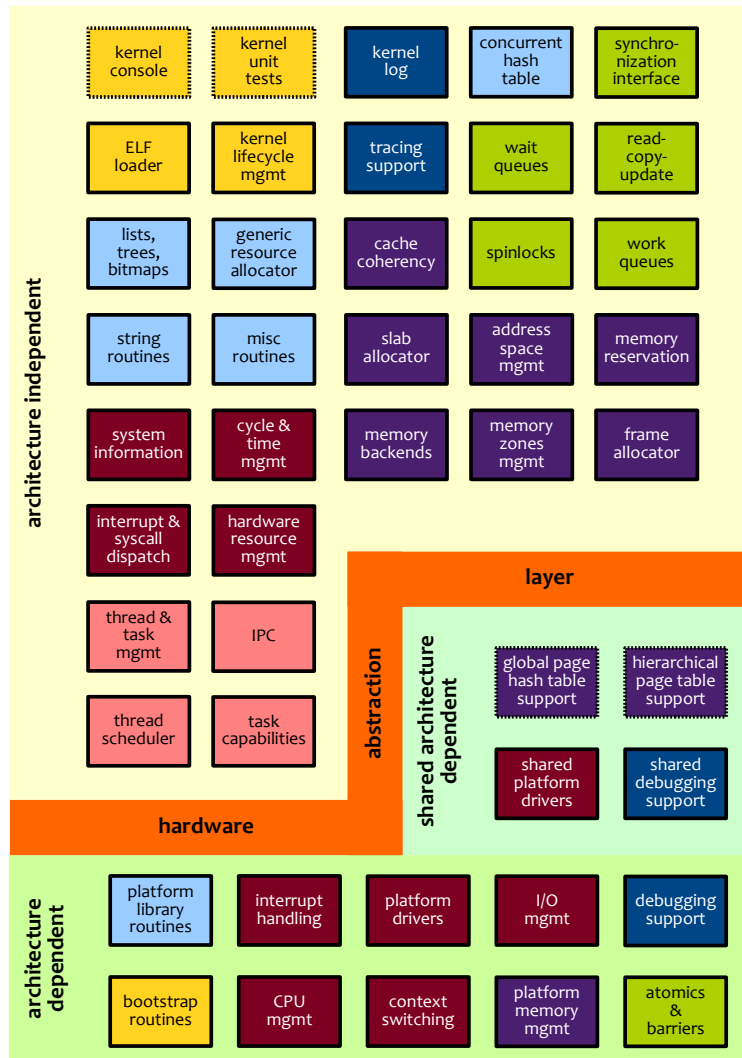 architecture independent
kernel
console
kernel
unit
tests
kernel
log
concurrent
hash
table
synchro-
nization
interface
ELF
loader
kernel
lifecycle
mgmt
tracing
support
wait
queues
read-
copy-
update
lists,
trees,
bitmaps
generic
resource
allocator
cache
coherency
spinlocks
work
queues
string
routines
misc
routines
slab
allocator
address
space
mgmt
memory
reservation
system
information
cycle &
time
mgmt
memory
backends
memory
zones
mgmt
frame
allocator
interrupt &
syscall
dispatch
hardware
resource
mgmt
thread &
task
mgmt
IPC
thread
scheduler
task
capabilities
hardware
abstraction
layer
shared architecture
dependent
global page
hash table
support
hierarchical
page table
support
shared
platform
drivers
shared
debugging
support
architecture
dependent
platform
library
routines
interrupt
handling
platform
drivers
I/O
mgmt
debugging
support
bootstrap
routines
CPU
mgmt
context
switching
platform
memory
mgmt
atomics
&
barriers